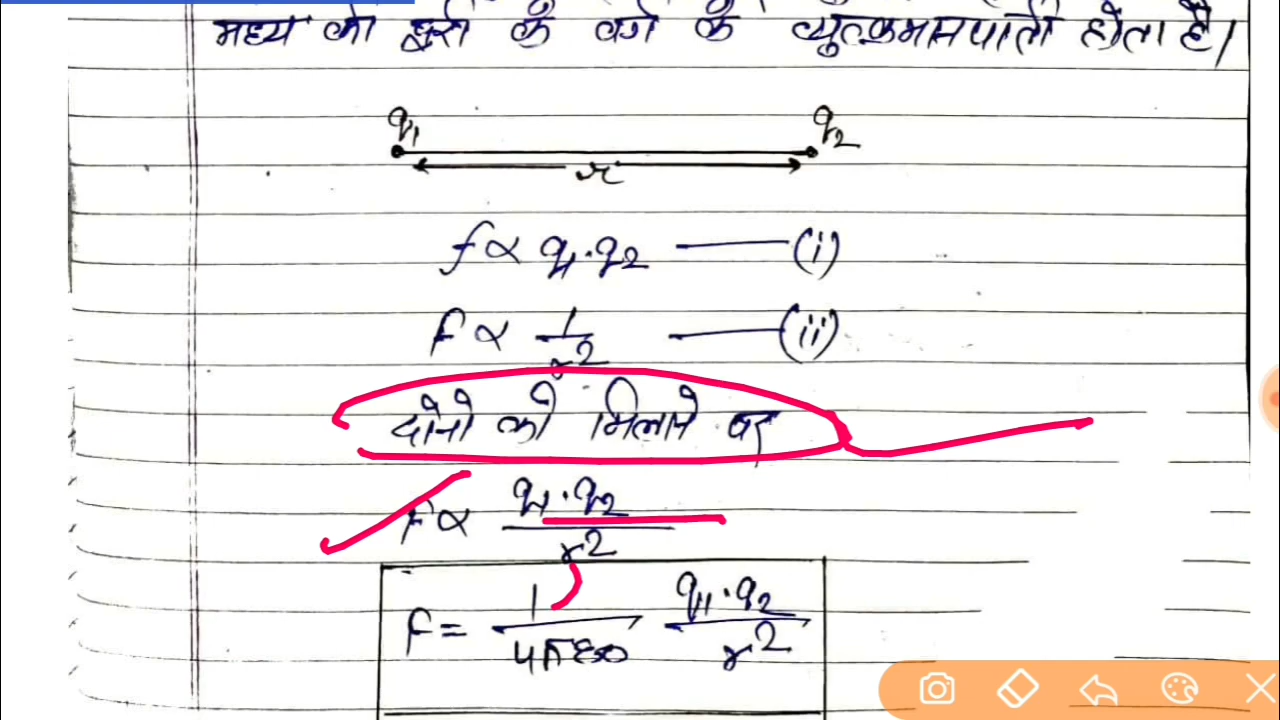 मध्य की दूरी के वर्ग के व्युत्क्रमानुपाती होता है।
q1 q2
r
F ∝ q1.q2 —— (i)
F ∝ 1/r2 —— (ii)
दोनो को मिलाने पर
F ∝ q1.q2/r2
F = 1/4πε0 q1.q2/r2